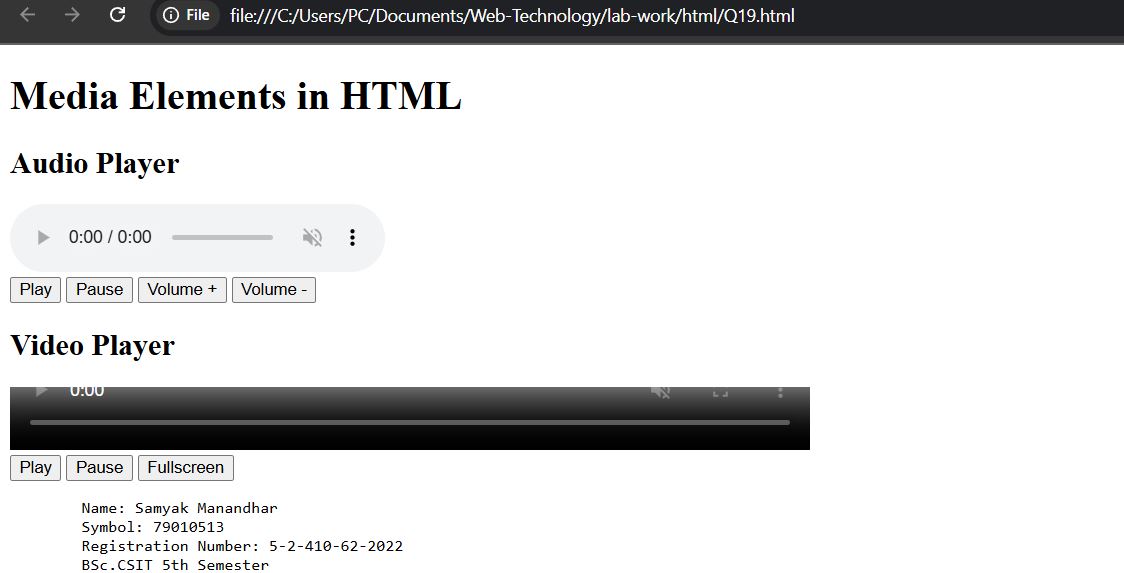 File file:///C:/Users/PC/Documents/Web-Technology/lab-work/html/Q19.html
Media Elements in HTML
Audio Player
0:00 / 0:00
Play Pause Volume + Volume -
Video Player
0:00
Play Pause Fullscreen
Name: Samyak Manandhar
Symbol: 79010513
Registration Number: 5-2-410-62-2022
BSc.CSIT 5th Semester